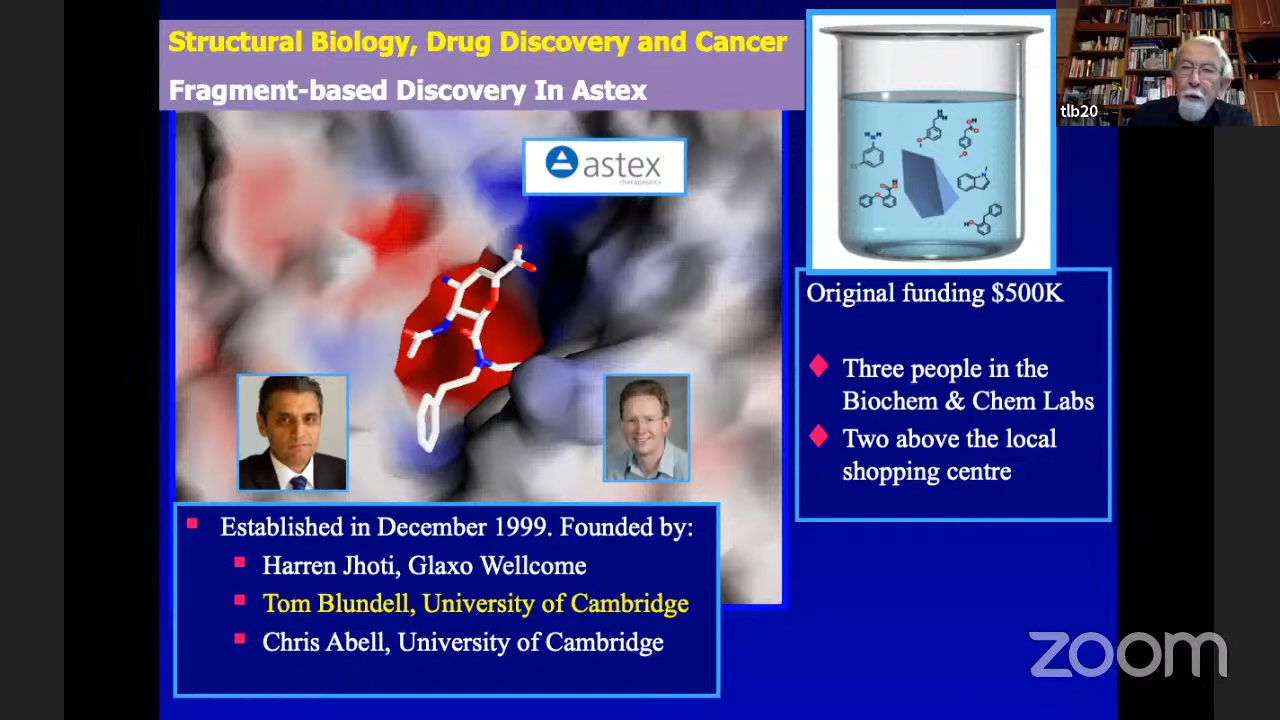 Structural Biology, Drug Discovery and Cancer
Fragment-based Discovery In Astex
tlb20
astex
therapeutics
Original funding $500K
Three people in the
Biochem & Chem Labs
Two above the local
shopping centre
Established in December 1999. Founded by:
Harren Jhoti, Glaxo Wellcome
Tom Blundell, University of Cambridge
Chris Abell, University of Cambridge
zoom